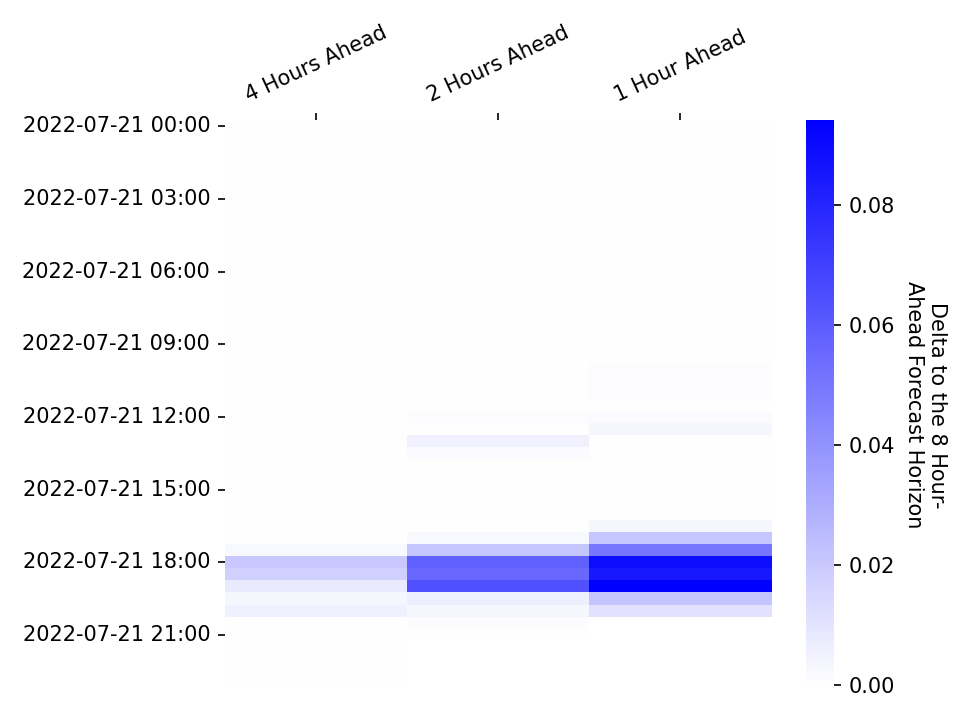 4 Hours Ahead
2 Hours Ahead
1 Hour Ahead
2022-07-21 00:00
2022-07-21 03:00
2022-07-21 06:00
2022-07-21 09:00
2022-07-21 12:00
2022-07-21 15:00
2022-07-21 18:00
2022-07-21 21:00
0.08
0.06
0.04
0.02
0.00
Delta to the 8 Hour-
Ahead Forecast Horizon